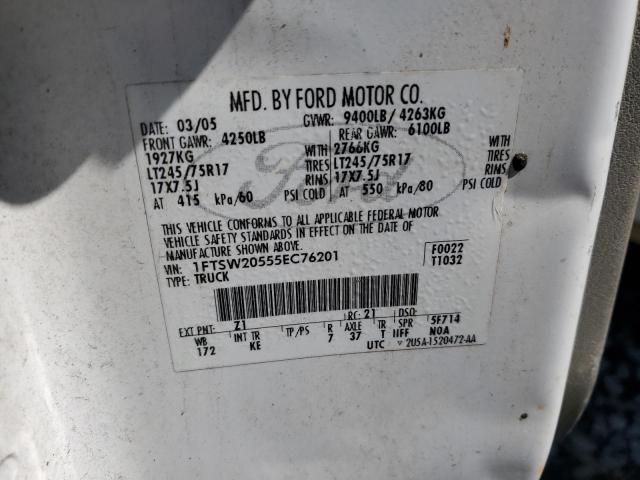 MFD. BY FORD MOTOR CO.
DATE: 03/05 GVWR: 9400LB/ 4263KG
FRONT GAWR: 4250LB REAR GAWR: 6100LB
1927KG WITH 2766KG WITH
LT245/75R17 TIRES LT245/75R17 TIRES
17X7.5J RIMS 17X7.5J RIMS
AT 415 kPa/60 PSI COLD AT 550 kPa/80 PSI COLD
THIS VEHICLE CONFORMS TO ALL APPLICABLE FEDERAL MOTOR
VEHICLE SAFETY STANDARDS IN EFFECT ON THE DATE OF
MANUFACTURE SHOWN ABOVE.
VIN: 1FTSW20555EC76201 F0022
TYPE: TRUCK T1032
EXT PNT: Z1 RC: 21 DSO:
WB INT TR TP/PS R AXLE TR SPR 5F714
172 KE 7 37 T IIFF NOA
UTC 2U5A-1520472-AA
Ford